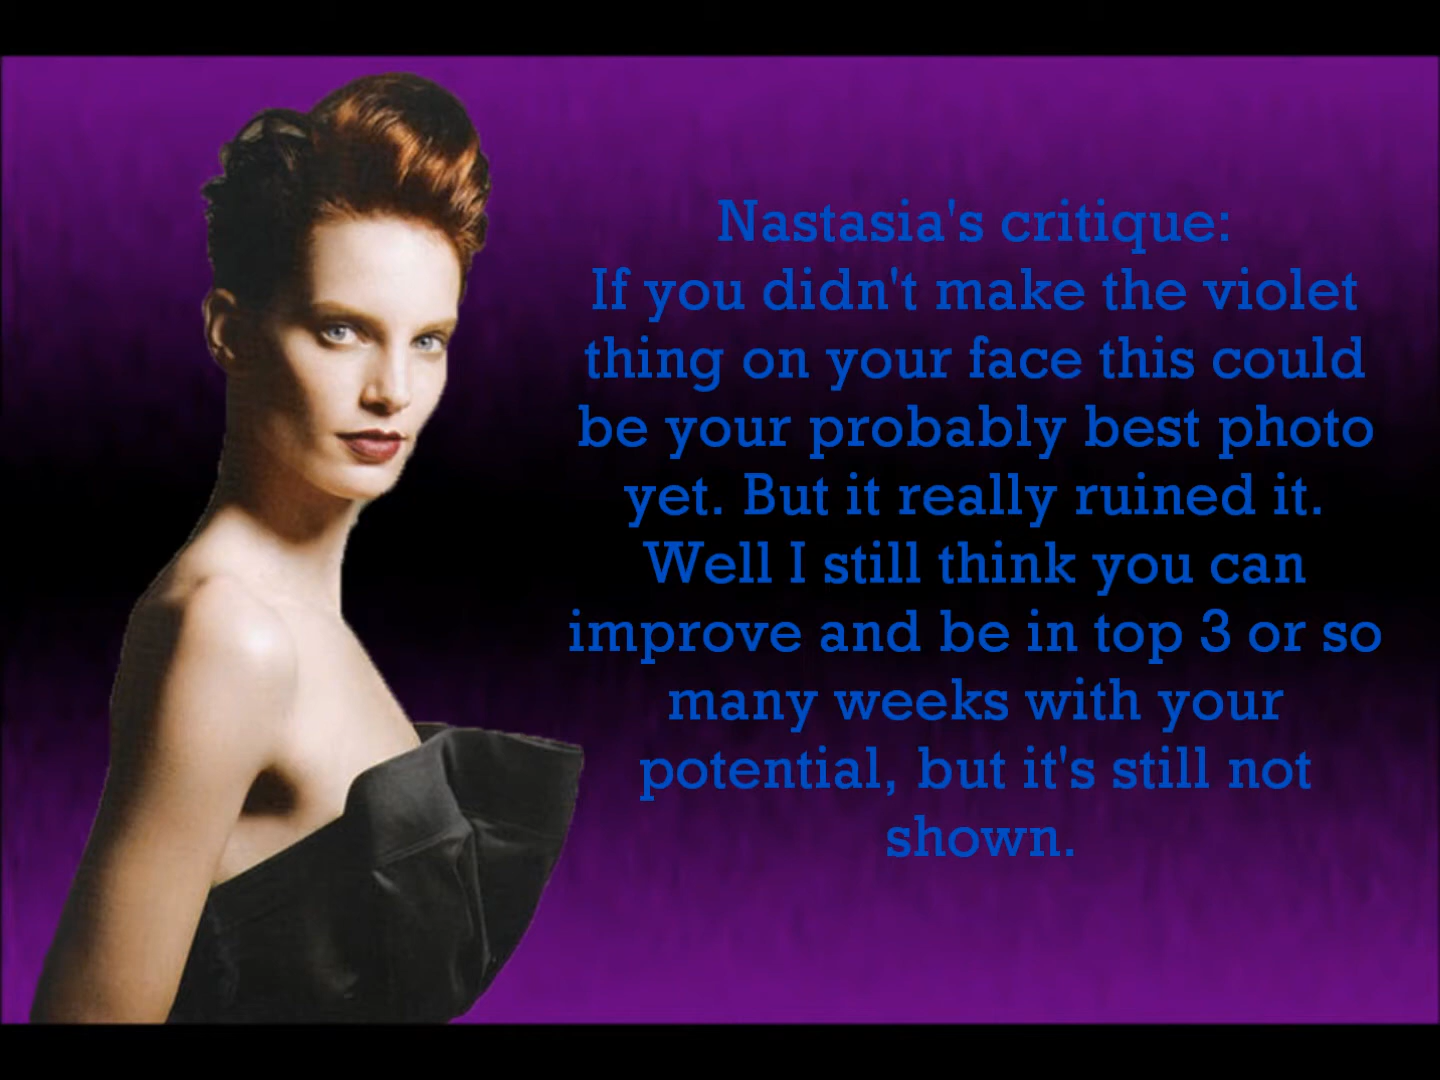 Nastasia's critique:
If you didn't make the violet
thing on your face this could
be your probably best photo
yet. But it really ruined it.
Well I still think you can
improve and be in top 3 or so
many weeks with your
potential, but it's still not
shown.